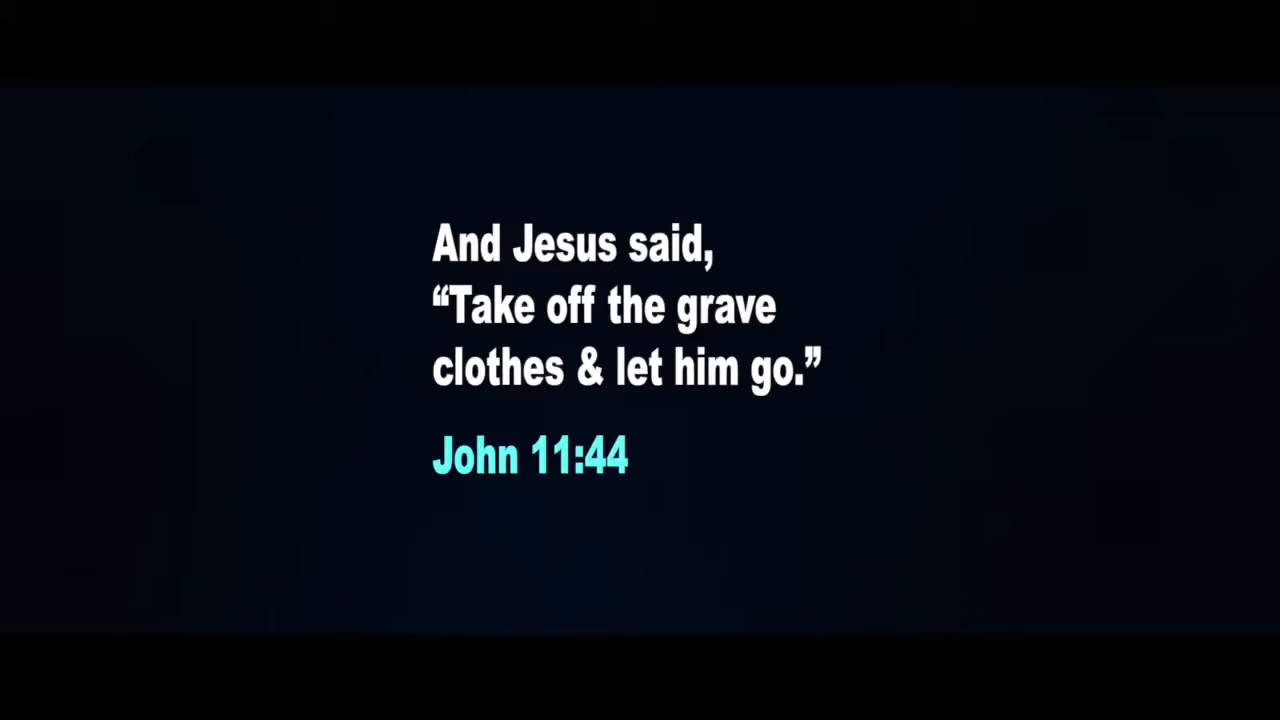 And Jesus said,
“Take off the grave
clothes & let him go.”
John 11:44